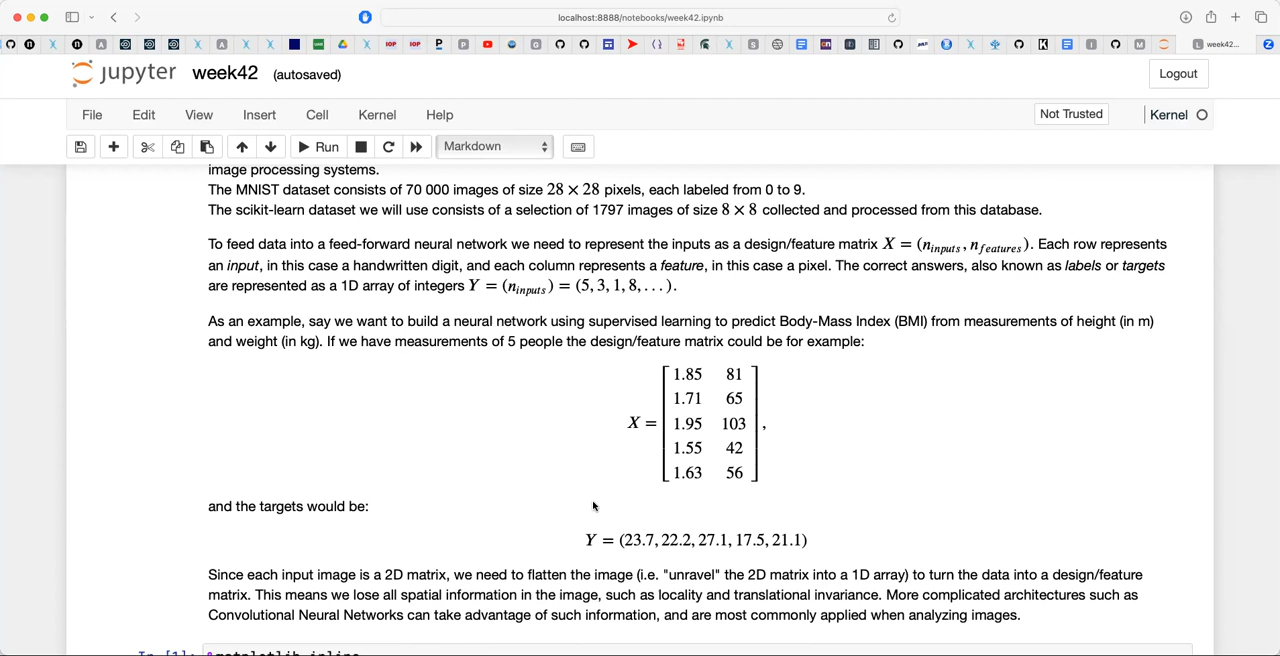 localhost:8888/notebooks/week42.ipynb
week42...
jupyter week42 (autosaved)
Logout
File Edit View Insert Cell Kernel Help
Not Trusted
Kernel
Run
Markdown
image processing systems.
The MNIST dataset consists of 70 000 images of size 28 × 28 pixels, each labeled from 0 to 9.
The scikit-learn dataset we will use consists of a selection of 1797 images of size 8 × 8 collected and processed from this database.
To feed data into a feed-forward neural network we need to represent the inputs as a design/feature matrix X = (n_inputs, n_features). Each row represents
an input, in this case a handwritten digit, and each column represents a feature, in this case a pixel. The correct answers, also known as labels or targets
are represented as a 1D array of integers Y = (n_inputs) = (5, 3, 1, 8, . . . ).
As an example, say we want to build a neural network using supervised learning to predict Body-Mass Index (BMI) from measurements of height (in m)
and weight (in kg). If we have measurements of 5 people the design/feature matrix could be for example:
1.85 81
1.71 65
X = 1.95 103 ,
1.55 42
1.63 56
and the targets would be:
Y = (23.7, 22.2, 27.1, 17.5, 21.1)
Since each input image is a 2D matrix, we need to flatten the image (i.e. "unravel" the 2D matrix into a 1D array) to turn the data into a design/feature
matrix. This means we lose all spatial information in the image, such as locality and translational invariance. More complicated architectures such as
Convolutional Neural Networks can take advantage of such information, and are most commonly applied when analyzing images.
In [1]: %matplotlib inline